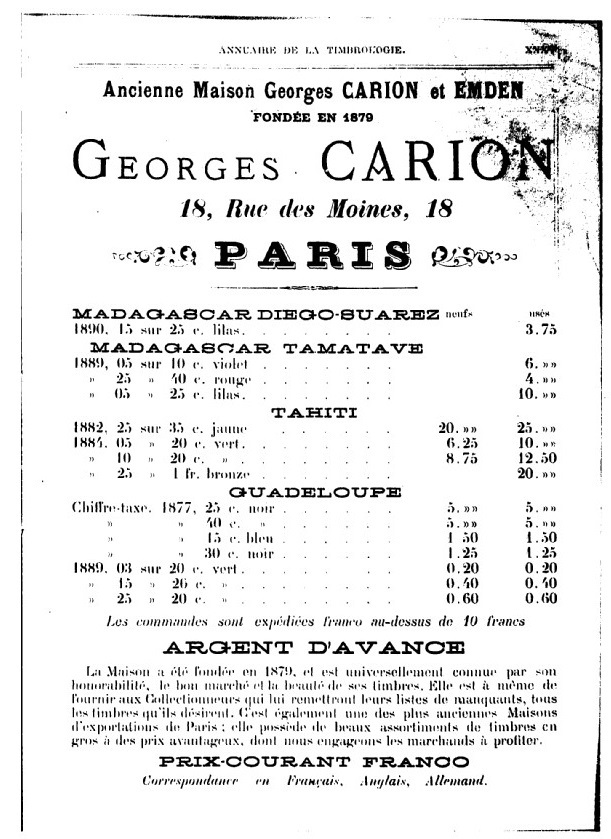 ANNUAIRE DE LA TIMBROLOGIE.
Ancienne Maison Georges CARION et EMDEN
FONDÉE EN 1879
GEORGES CARION
18, Rue des Moines, 18
PARIS
MADAGASCAR DIEGO-SUAREZ neufs usés
1890, 15 sur 25 c. lilas. . . . . . . . 3.75
MADAGASCAR TAMATAVE
1889, 05 sur 10 c. violet . . . . . . . 6. »»
» 25 » 40 c. rouge . . . . . . . 4. »»
» 05 » 25 c. lilas. . . . . . . . 10. »»
TAHITI
1882, 25 sur 35 c. jaune . . . . . . 20. »» 25. »»
1884. 05 » 20 c. vert. . . . . . . . 6.25 10. »»
» 10 » 20 c. » . . . . . . . . 8.75 12.50
» 25 » 1 fr. bronze . . . . . . . 20. »»
GUADELOUPE
Chiffre-taxe. 1877, 25 c. noir . . . . . . 5. »» 5. »»
» » 40 c. » . . . . . . 5. »» 5. »»
» » 15 c. bleu . . . . . . 1 50 1.50
» » 30 c. noir . . . . . . 1.25 1.25
1889. 03 sur 20 c. vert. . . . . . . . 0.20 0.20
» 15 » 20 c. » . . . . . . . . 0.40 0.40
» 25 » 20 c. » . . . . . . . . 0.60 0.60
Les commandes sont expédiées franco au-dessus de 10 francs
ARGENT D'AVANCE
La Maison a été fondée en 1879, et est universellement connue par son
honorabilité, le bon marché et la beauté de ses timbres. Elle est à même de
fournir aux Collectionneurs qui lui remettront leurs listes de manquants, tous
les timbres qu'ils désirent. C'est également une des plus anciennes Maisons
d'exportations de Paris ; elle possède de beaux assortiments de timbres en
gros à des prix avantageux, dont nous engageons les marchands à profiter.
PRIX-COURANT FRANCO
Correspondance en Français, Anglais, Allemand.